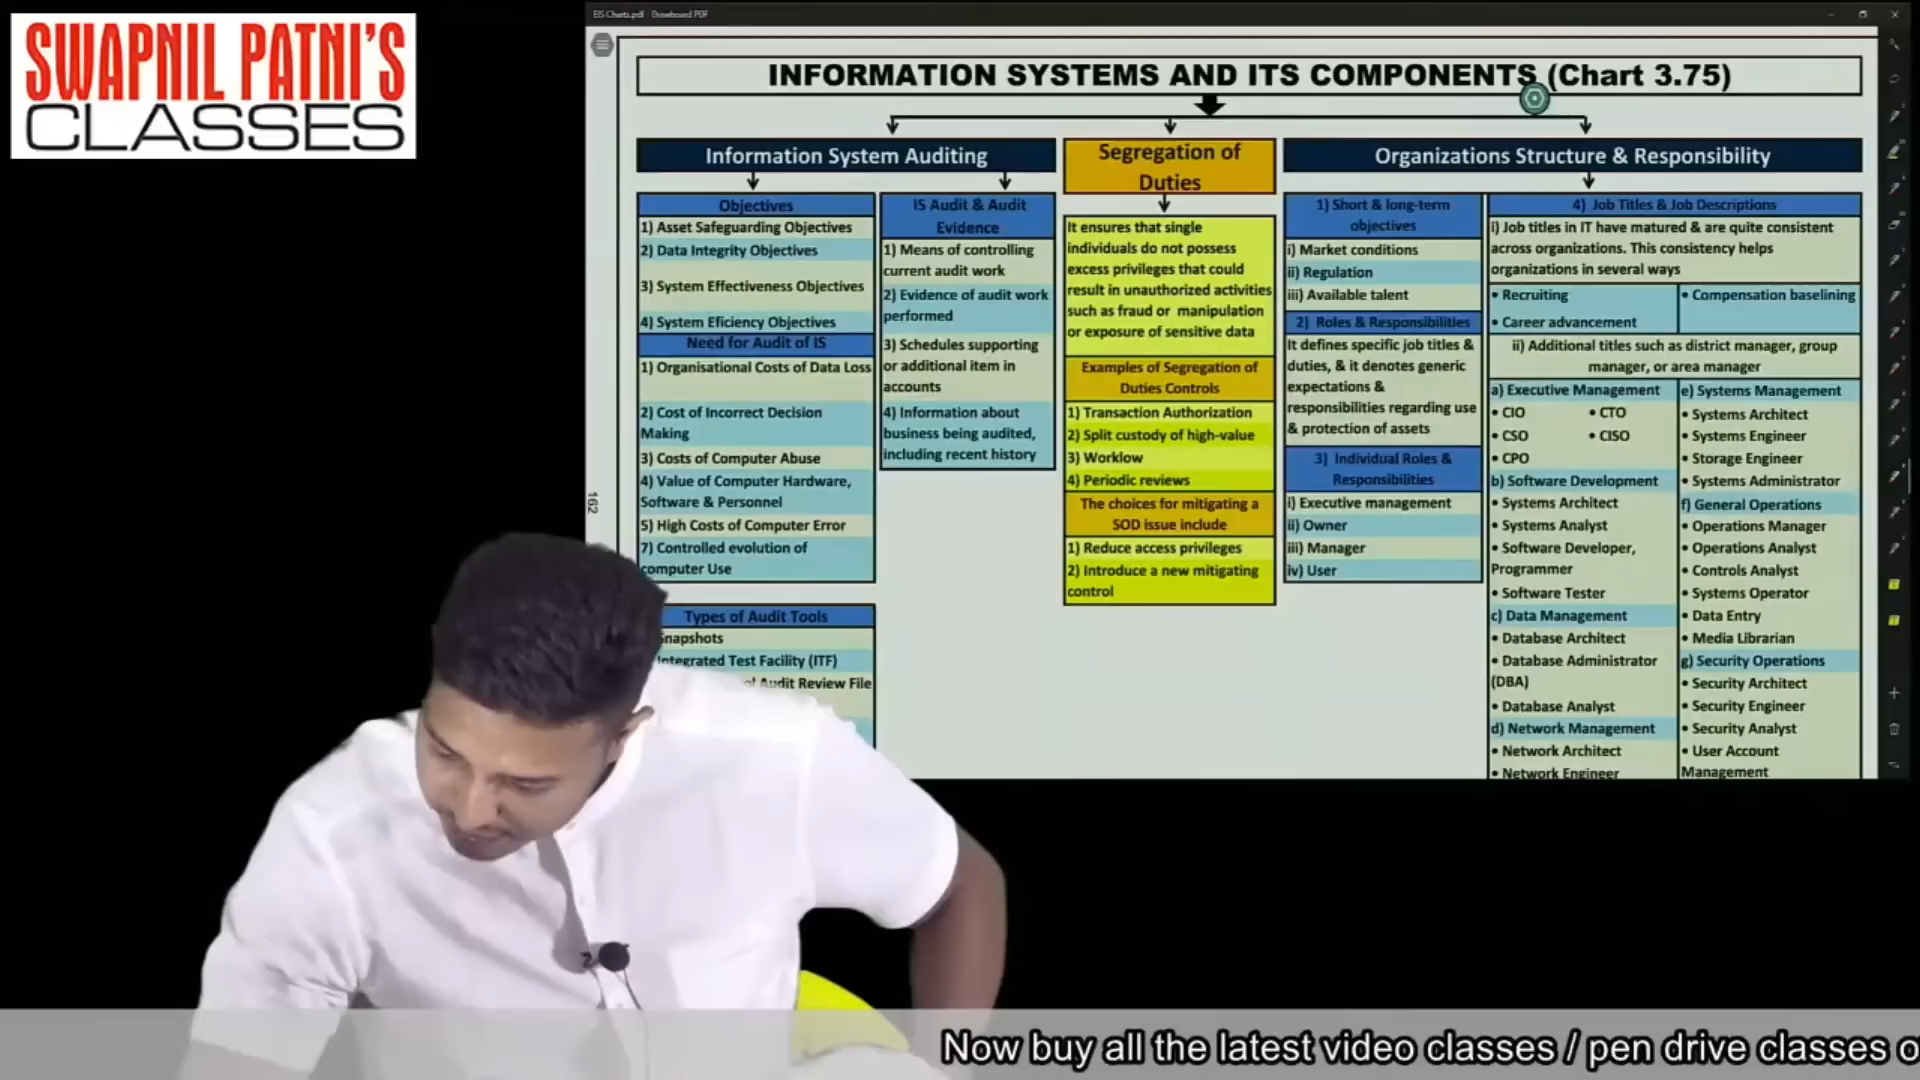 SWAPNIL PATNI'S
CLASSES
EIS Charts.pdf - Drawboard PDF
INFORMATION SYSTEMS AND ITS COMPONENTS (Chart 3.75)
Information System Auditing
Objectives
1) Asset Safeguarding Objectives
2) Data Integrity Objectives
3) System Effectiveness Objectives
4) System Eficiency Objectives
Need for Audit of IS
1) Organisational Costs of Data Loss
2) Cost of Incorrect Decision
Making
3) Costs of Computer Abuse
4) Value of Computer Hardware,
Software & Personnel
5) High Costs of Computer Error
7) Controlled evolution of
computer Use
Types of Audit Tools
Snapshots
Integrated Test Facility (ITF)
Audit Review File
IS Audit & Audit
Evidence
1) Means of controlling
current audit work
2) Evidence of audit work
performed
3) Schedules supporting
or additional item in
accounts
4) Information about
business being audited,
including recent history
Segregation of
Duties
It ensures that single
individuals do not possess
excess privileges that could
result in unauthorized activities
such as fraud or manipulation
or exposure of sensitive data
Examples of Segregation of
Duties Controls
1) Transaction Authorization
2) Split custody of high-value
3) Worklow
4) Periodic reviews
The choices for mitigating a
SOD issue include
1) Reduce access privileges
2) Introduce a new mitigating
control
Organizations Structure & Responsibility
1) Short & long-term
objectives
i) Market conditions
ii) Regulation
iii) Available talent
2) Roles & Responsibilities
It defines specific job titles &
duties, & it denotes generic
expectations &
responsibilities regarding use
& protection of assets
3) Individual Roles &
Responsibilities
i) Executive management
ii) Owner
iii) Manager
iv) User
4) Job Titles & Job Descriptions
i) Job titles in IT have matured & are quite consistent
across organizations. This consistency helps
organizations in several ways
• Recruiting
• Career advancement
• Compensation baselining
ii) Additional titles such as district manager, group
manager, or area manager
a) Executive Management
• CIO • CTO
• CSO • CISO
• CPO
b) Software Development
• Systems Architect
• Systems Analyst
• Software Developer,
Programmer
• Software Tester
c) Data Management
• Database Architect
• Database Administrator
(DBA)
• Database Analyst
d) Network Management
• Network Architect
• Network Engineer
e) Systems Management
• Systems Architect
• Systems Engineer
• Storage Engineer
• Systems Administrator
f) General Operations
• Operations Manager
• Operations Analyst
• Controls Analyst
• Systems Operator
• Data Entry
• Media Librarian
g) Security Operations
• Security Architect
• Security Engineer
• Security Analyst
• User Account
Management
162
Now buy all the latest video classes / pen drive classes o